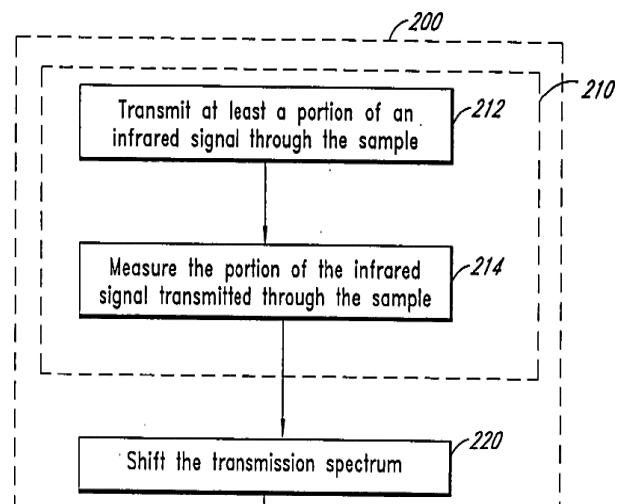 200
210
Transmit at least a portion of an
infrared signal through the sample
212
Measure the portion of the infrared
signal transmitted through the sample
214
Shift the transmission spectrum
220